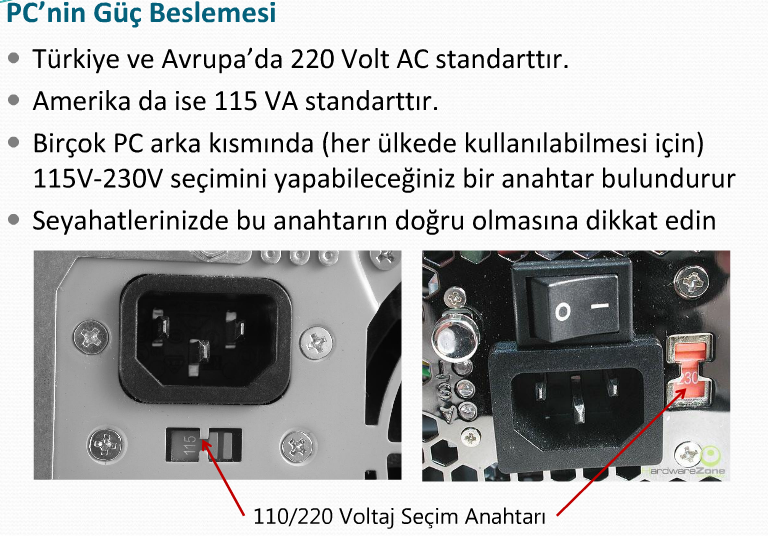 PC’nin Güç Beslemesi
Türkiye ve Avrupa’da 220 Volt AC standarttır.
Amerika da ise 115 VA standarttır.
Birçok PC arka kısmında (her ülkede kullanılabilmesi için)
115V-230V seçimini yapabileceğiniz bir anahtar bulundurur
Seyahatlerinizde bu anahtarın doğru olmasına dikkat edin
115
230
HardwareZone
110/220 Voltaj Seçim Anahtarı